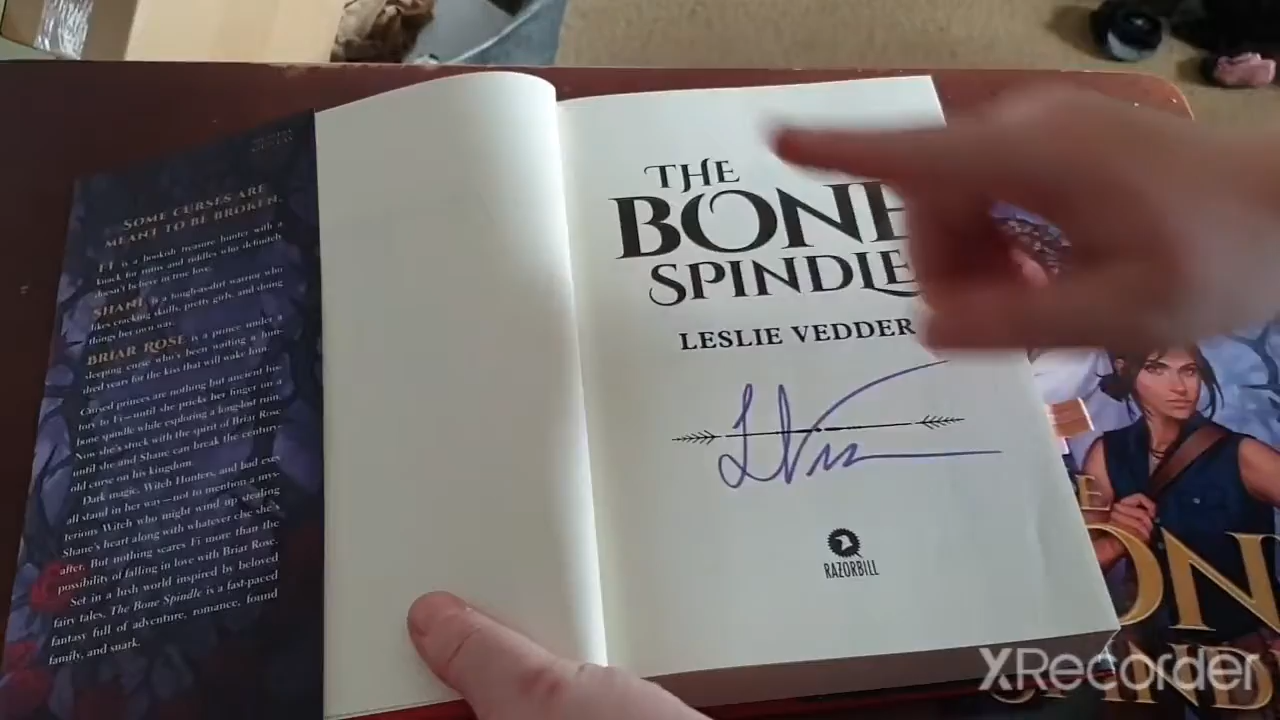 SOME CURSES ARE
MEANT TO BE BROKEN.
FI is a bookish treasure hunter with a
knack for ruins and riddles who definitely
doesn't believe in true love.
SHANE is a tough-as-dirt warrior who
likes cracking skulls, pretty girls, and doing
things her own way.
BRIAR ROSE is a prince under a
sleeping curse who's been waiting a hun-
dred years for the kiss that will wake him.
Cursed princes are nothing but ancient his-
tory to Fi—until she pricks her finger on a
bone spindle while exploring a long-lost ruin.
Now she's stuck with the spirit of Briar Rose
until she and Shane can break the century-
old curse on his kingdom.
Dark magic, Witch Hunters, and bad exes
all stand in her way—not to mention a mys-
terious Witch who might wind up stealing
Shane's heart along with whatever else she's
after. But nothing scares Fi more than the
possibility of falling in love with Briar Rose.
Set in a lush world inspired by beloved
fairy tales, The Bone Spindle is a fast-paced
fantasy full of adventure, romance, found
family, and snark.
THE
BONE
SPINDLE
LESLIE VEDDER
RAZORBILL
XRecorder